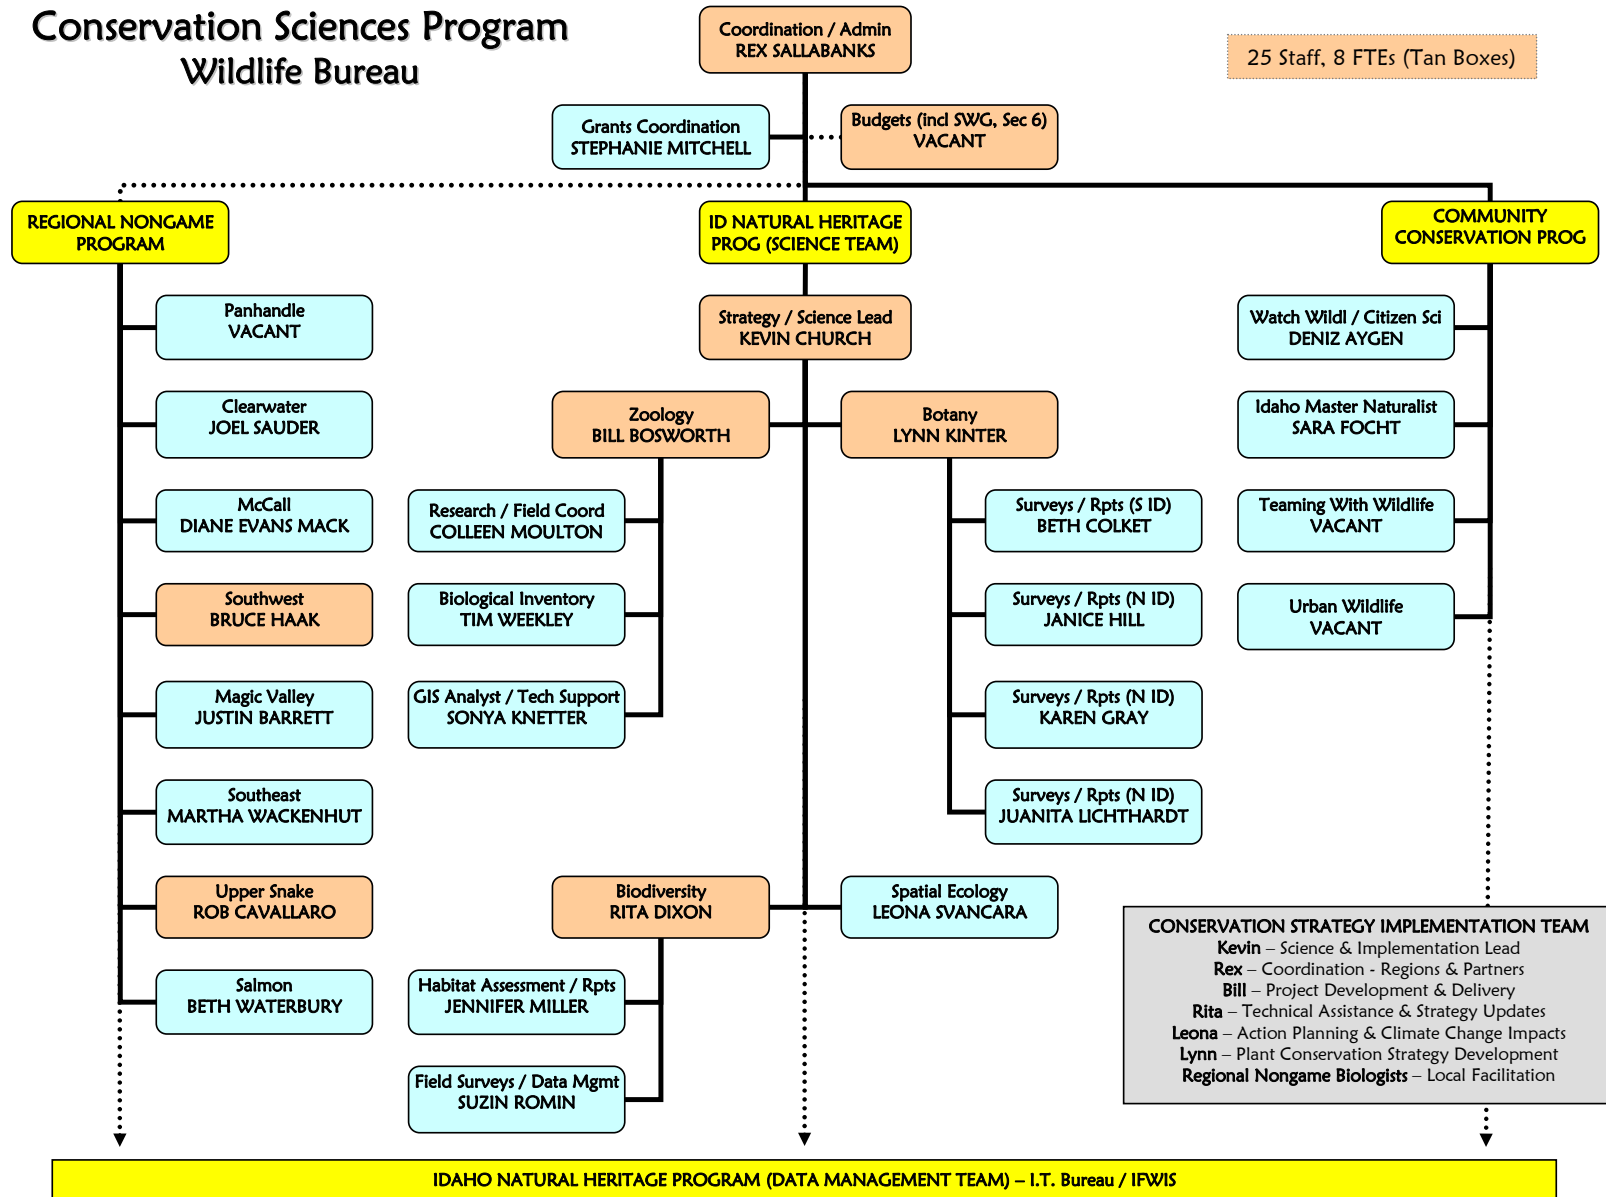 Conservation Sciences Program
Wildlife Bureau
Coordination / Admin
REX SALLABANKS
25 Staff, 8 FTEs (Tan Boxes)
Grants Coordination
STEPHANIE MITCHELL
Budgets (incl SWG, Sec 6)
VACANT
REGIONAL NONGAME
PROGRAM
ID NATURAL HERITAGE
PROG (SCIENCE TEAM)
COMMUNITY
CONSERVATION PROG
Panhandle
VACANT
Clearwater
JOEL SAUDER
McCall
DIANE EVANS MACK
Southwest
BRUCE HAAK
Magic Valley
JUSTIN BARRETT
Southeast
MARTHA WACKENHUT
Upper Snake
ROB CAVALLARO
Salmon
BETH WATERBURY
Strategy / Science Lead
KEVIN CHURCH
Zoology
BILL BOSWORTH
Research / Field Coord
COLLEEN MOULTON
Biological Inventory
TIM WEEKLEY
GIS Analyst / Tech Support
SONYA KNETTER
Botany
LYNN KINTER
Surveys / Rpts (S ID)
BETH COLKET
Surveys / Rpts (N ID)
JANICE HILL
Surveys / Rpts (N ID)
KAREN GRAY
Surveys / Rpts (N ID)
JUANITA LICHTHARDT
Biodiversity
RITA DIXON
Habitat Assessment / Rpts
JENNIFER MILLER
Field Surveys / Data Mgmt
SUZIN ROMIN
Spatial Ecology
LEONA SVANCARA
Watch Wildl / Citizen Sci
DENIZ AYGEN
Idaho Master Naturalist
SARA FOCHT
Teaming With Wildlife
VACANT
Urban Wildlife
VACANT
CONSERVATION STRATEGY IMPLEMENTATION TEAM
Kevin – Science & Implementation Lead
Rex – Coordination - Regions & Partners
Bill – Project Development & Delivery
Rita – Technical Assistance & Strategy Updates
Leona – Action Planning & Climate Change Impacts
Lynn – Plant Conservation Strategy Development
Regional Nongame Biologists – Local Facilitation
IDAHO NATURAL HERITAGE PROGRAM (DATA MANAGEMENT TEAM) – I.T. Bureau / IFWIS